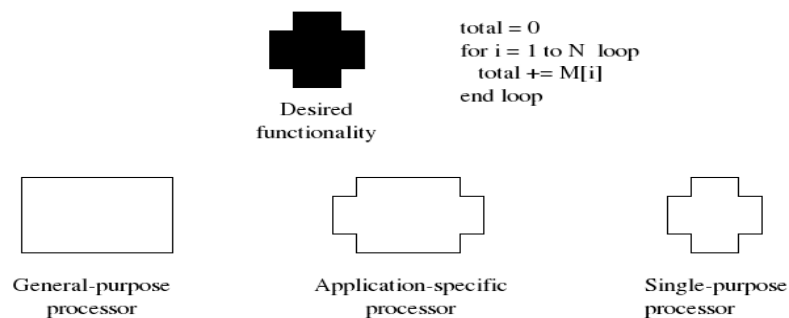 total = 0
for i = 1 to N loop
total += M[i]
end loop
Desired
functionality
General-purpose
processor
Application-specific
processor
Single-purpose
processor